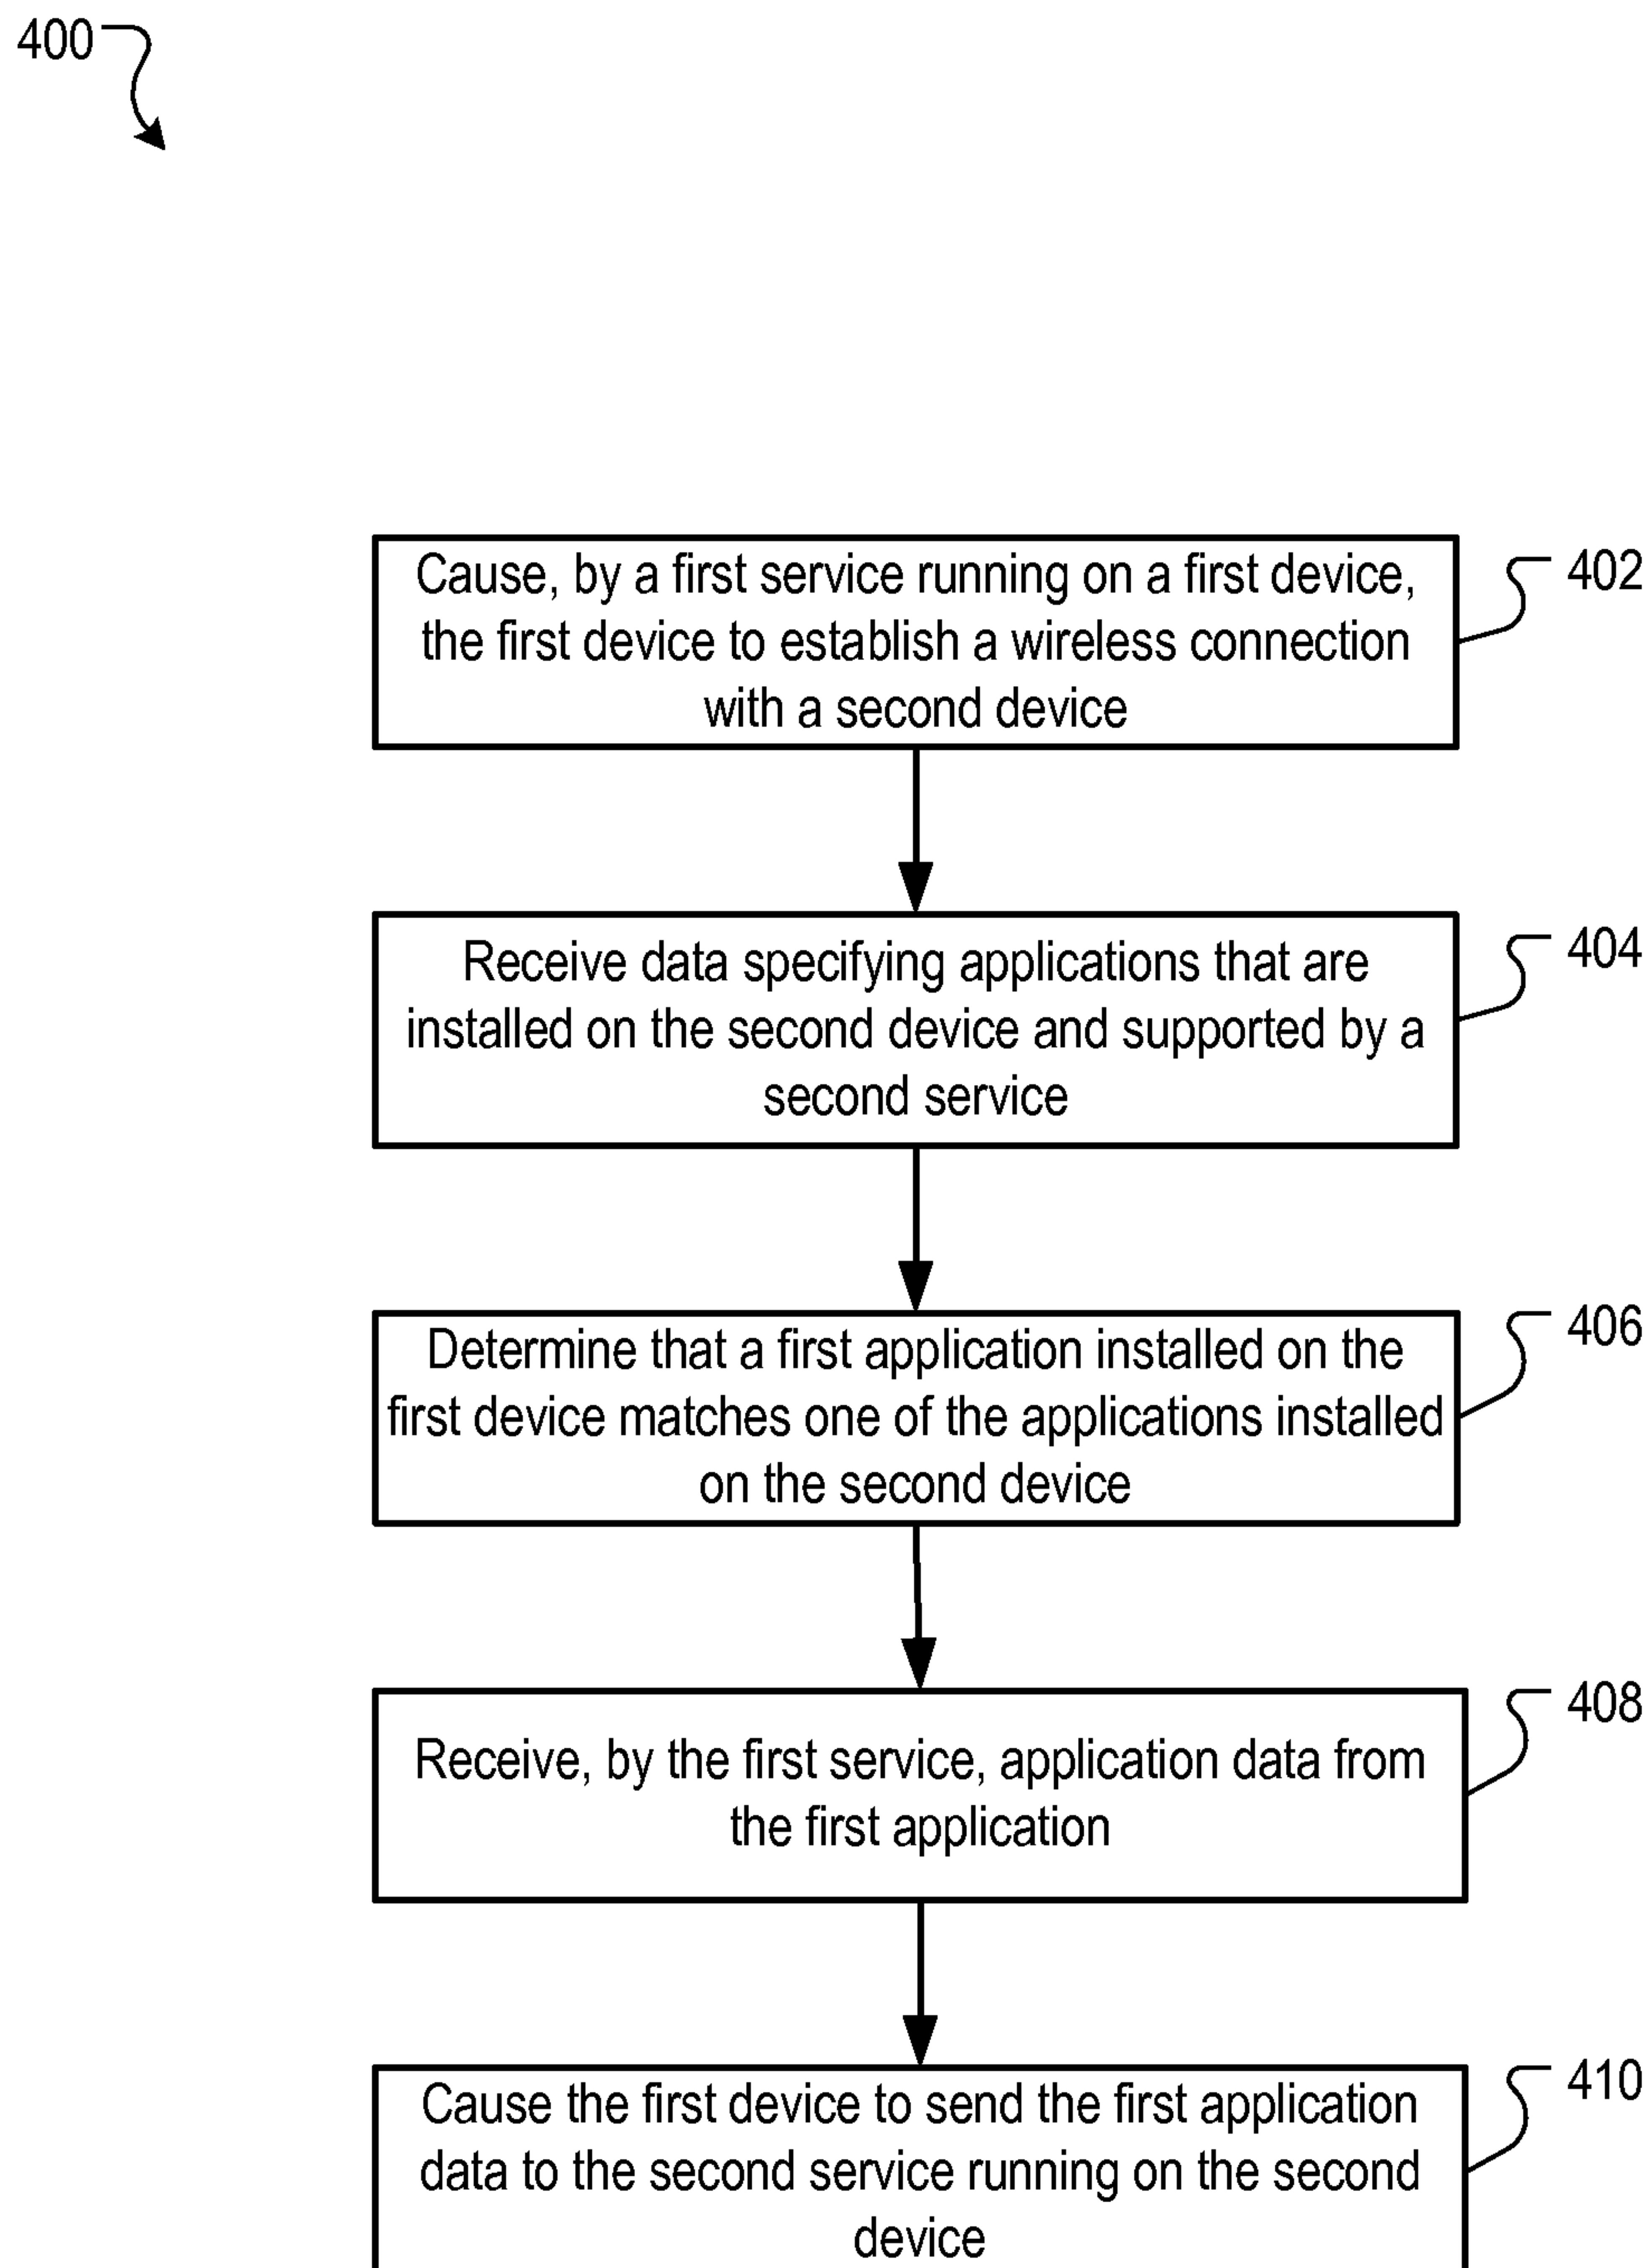 400
Cause, by a first service running on a first device,
the first device to establish a wireless connection
with a second device
402
Receive data specifying applications that are
installed on the second device and supported by a
second service
404
Determine that a first application installed on the
first device matches one of the applications installed
on the second device
406
Receive, by the first service, application data from
the first application
408
Cause the first device to send the first application
data to the second service running on the second
device
410